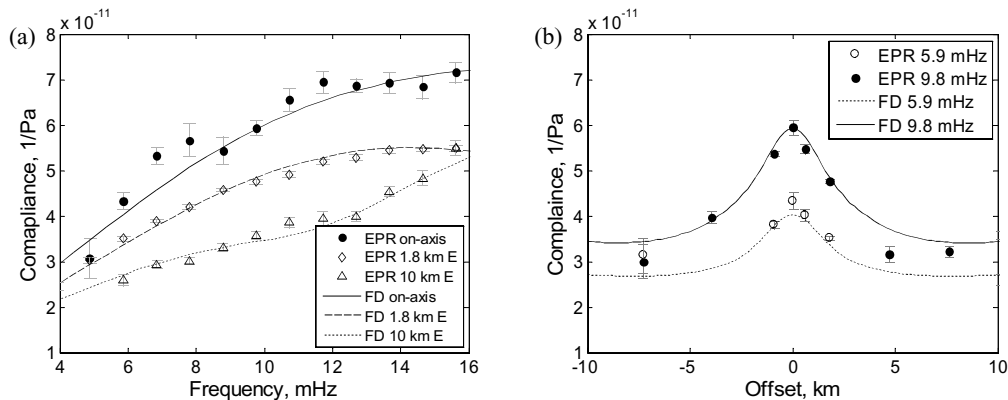 (a)
x 10-11
8
7
6
5
4
3
2
1
4
6
8
10
12
14
16
Comapliance, 1/Pa
Frequency, mHz
EPR on-axis
EPR 1.8 km E
EPR 10 km E
FD on-axis
FD 1.8 km E
FD 10 km E
(b)
x 10-11
8
7
6
5
4
3
2
1
-10
-5
0
5
10
Complaince, 1/Pa
Offset, km
EPR 5.9 mHz
EPR 9.8 mHz
FD 5.9 mHz
FD 9.8 mHz